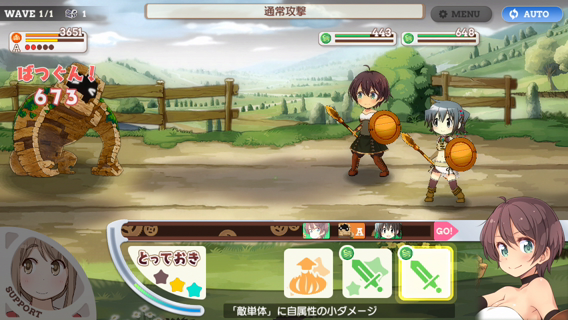 WAVE 1/1
1
通常攻撃
MENU
AUTO
3651
A
443
648
ばつぐん!
673
A
GO!
とっておき
SUPPORT
「敵単体」に自属性の小ダメージ